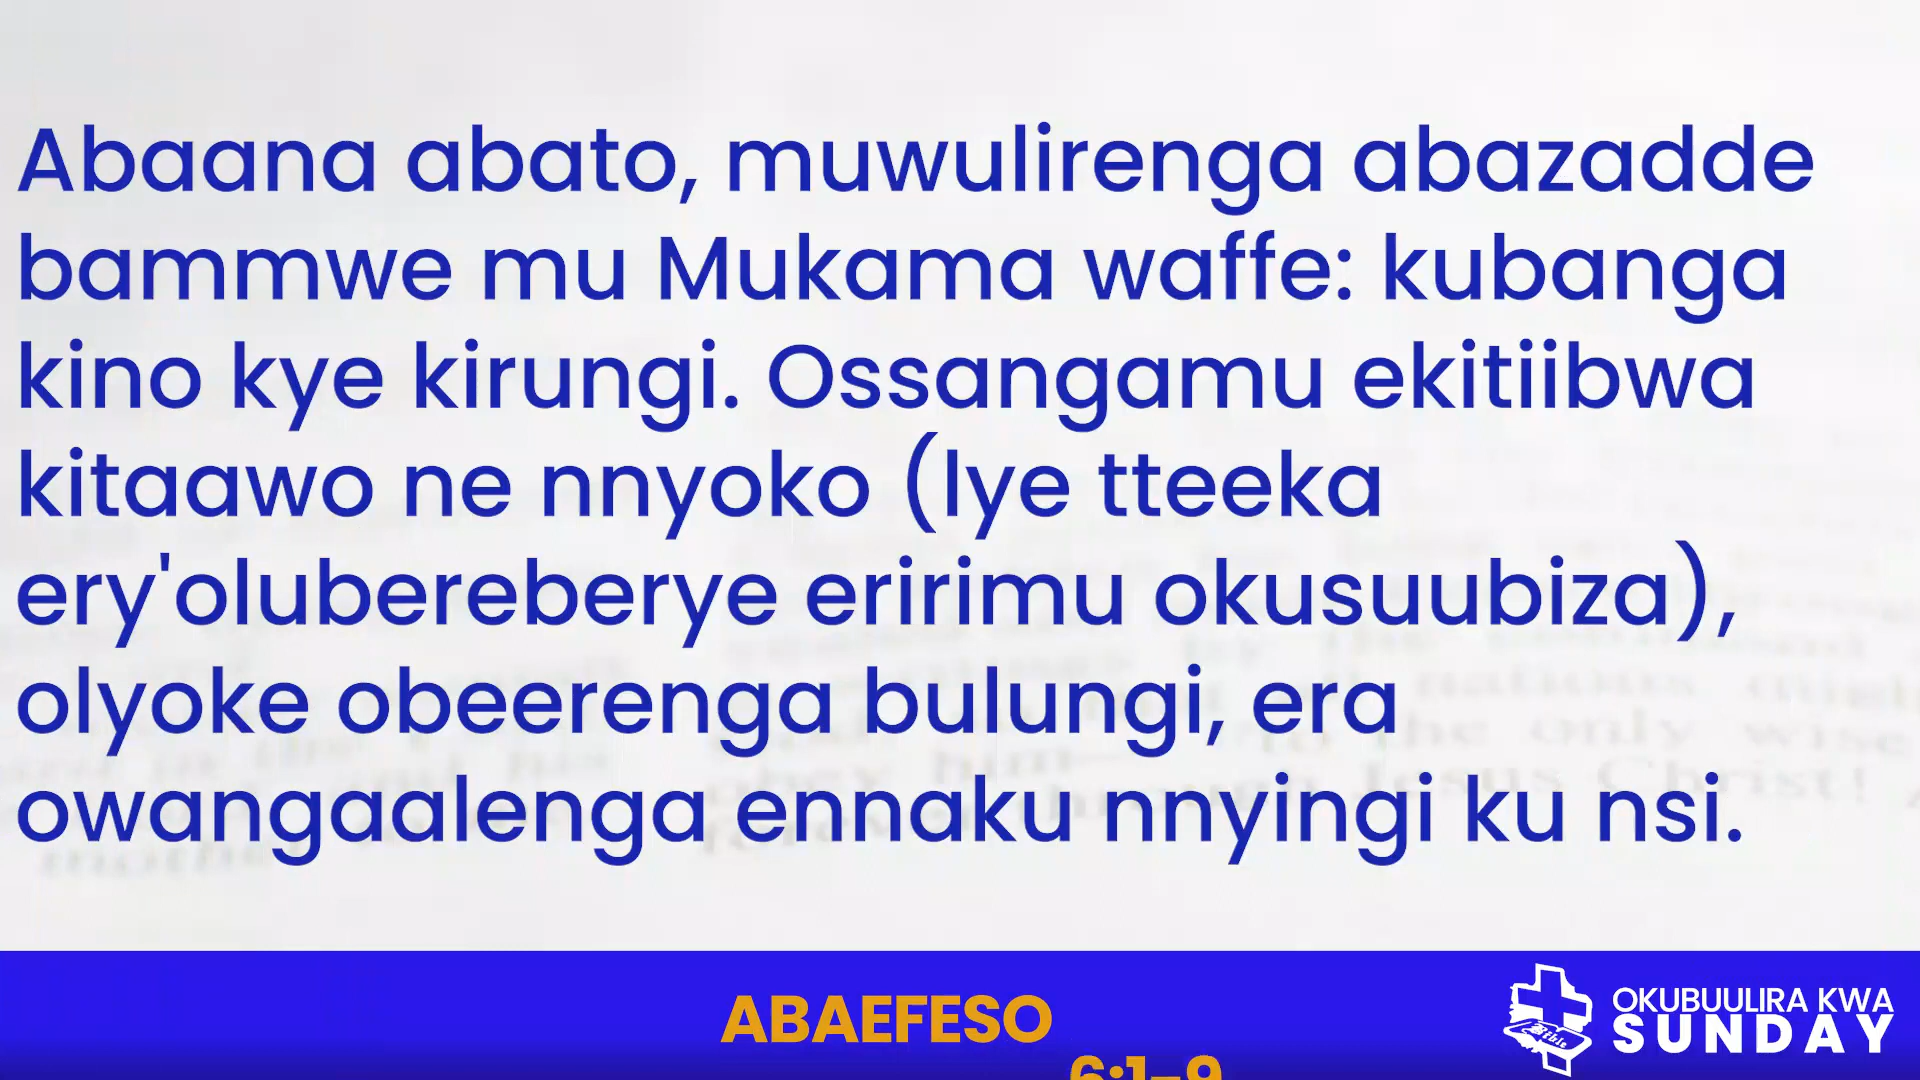 Abaana abato, muwulirenga abazadde
bammwe mu Mukama waffe: kubanga
kino kye kirungi. Ossangamu ekitiibwa
kitaawo ne nnyoko (lye tteeka
ery'olubereberye eririmu okusuubiza),
olyoke obeerenga bulungi, era
owangaalenga ennaku nnyingi ku nsi.
ABAEFESO
6:1-9
OKUBUULIRA KWA
SUNDAY
Bible